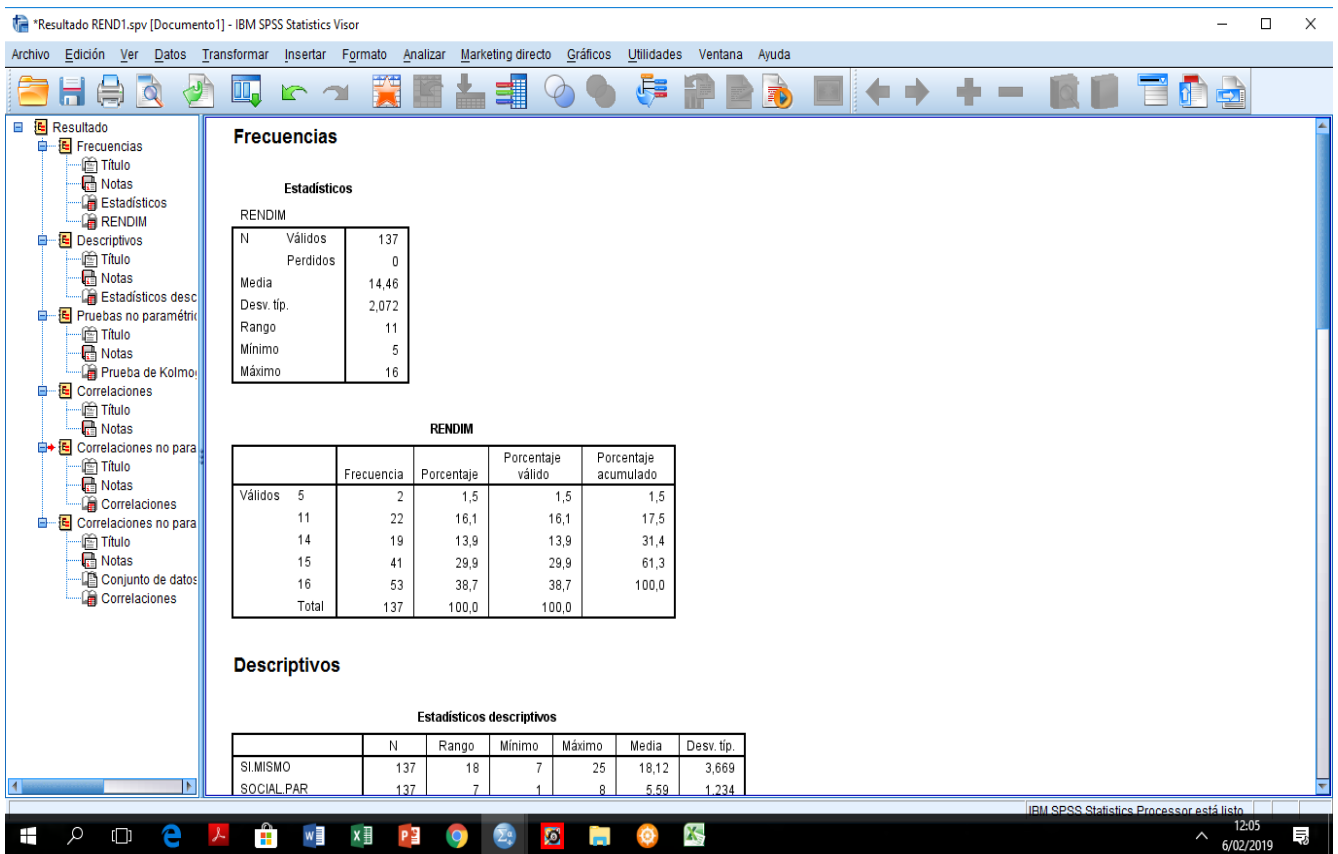 *Resultado REND1.spv [Documento1] - IBM SPSS Statistics Visor
Archivo Edición Ver Datos Transformar Insertar Formato Analizar Marketing directo Gráficos Utilidades Ventana Ayuda
Resultado
Frecuencias
Título
Notas
Estadísticos
RENDIM
Descriptivos
Título
Notas
Estadísticos desc
Pruebas no paramétric
Título
Notas
Prueba de Kolmog
Correlaciones
Título
Notas
Correlaciones no para
Título
Notas
Correlaciones
Correlaciones no para
Título
Notas
Conjunto de datos
Correlaciones
Frecuencias
Estadísticos
RENDIM
N Válidos 137
Perdidos 0
Media 14,46
Desv. típ. 2,072
Rango 11
Mínimo 5
Máximo 16
RENDIM
Frecuencia Porcentaje Porcentaje válido Porcentaje acumulado
Válidos 5 2 1,5 1,5 1,5
11 22 16,1 16,1 17,5
14 19 13,9 13,9 31,4
15 41 29,9 29,9 61,3
16 53 38,7 38,7 100,0
Total 137 100,0 100,0
Descriptivos
Estadísticos descriptivos
N Rango Mínimo Máximo Media Desv. típ.
SI.MISMO 137 18 7 25 18,12 3,669
SOCIAL.PAR 137 7 1 8 5,59 1,234
IBM SPSS Statistics Processor está listo
12:05
6/02/2019